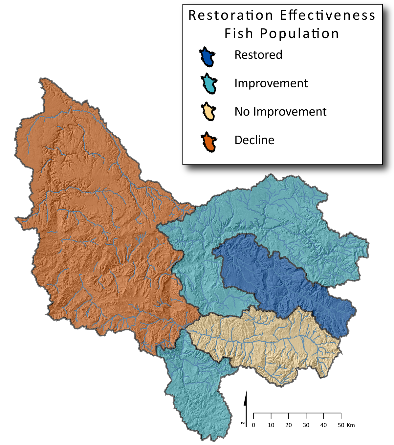 Restoration Effectiveness
Fish Population
Restored
Improvement
No Improvement
Decline
0 10 20 30 40 50 Km